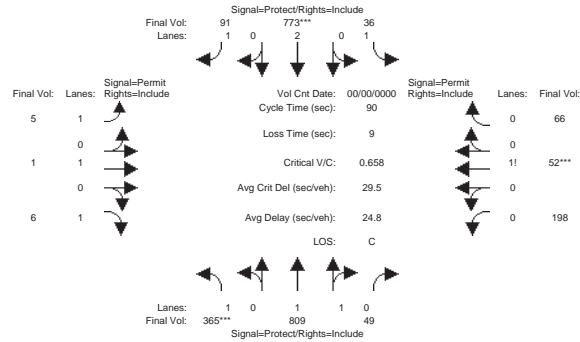 Signal=Protect/Rights=Include
Final Vol: 91 773*** 36
Lanes: 1 0 2 0 1
Signal=Permit Signal=Permit
Final Vol: Lanes: Rights=Include Vol Cnt Date: 00/00/0000 Rights=Include Lanes: Final Vol:
Cycle Time (sec): 90
5 1 0 66
Loss Time (sec): 9
0 0
1 1 Critical V/C: 0.658 1! 52***
0 Avg Crit Del (sec/veh): 29.5 0
6 1 Avg Delay (sec/veh): 24.8 0 198
LOS: C
Lanes: 1 0 1 1 0
Final Vol: 365*** 809 49
Signal=Protect/Rights=Include